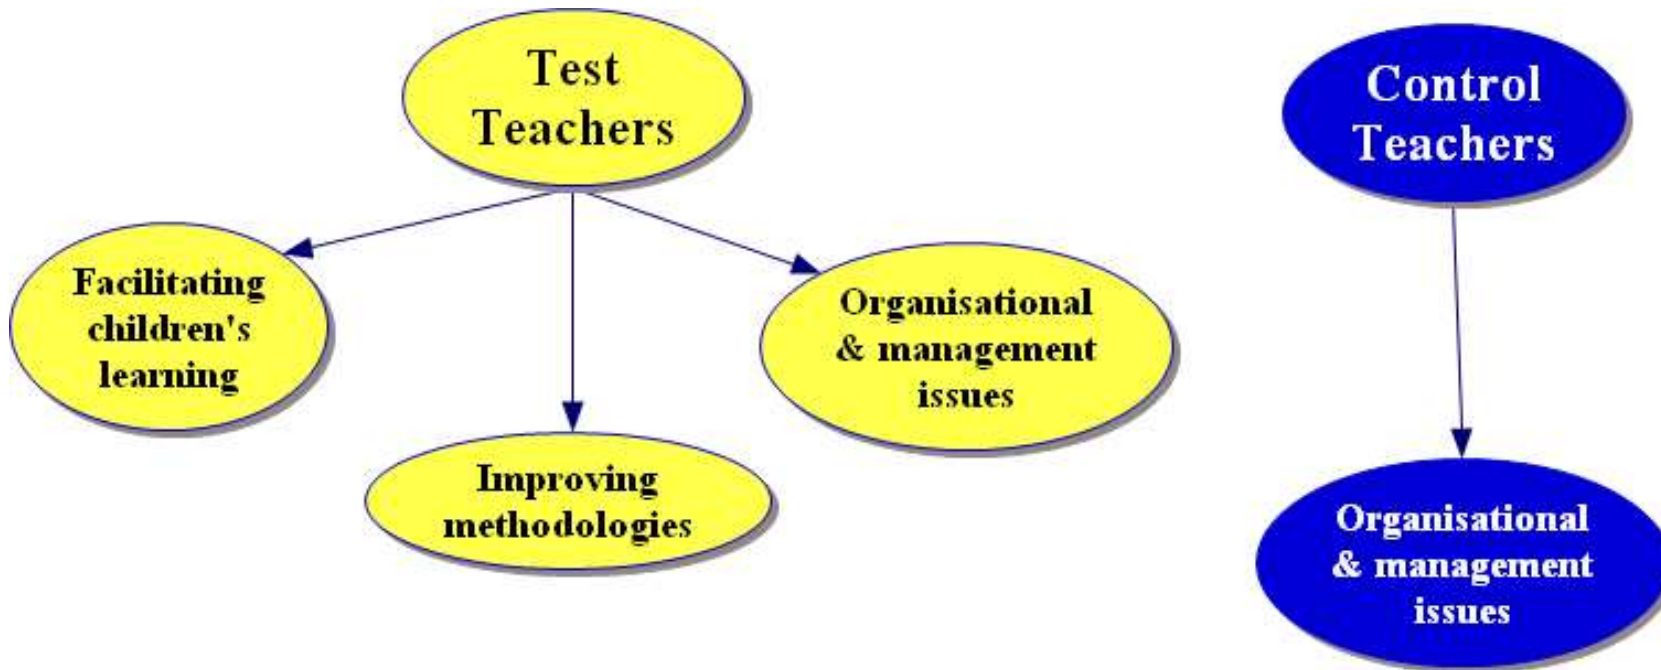 Test
Teachers
Control
Teachers
Facilitating
children's
learning
Organisational
& management
issues
Improving
methodologies
Organisational
& management
issues